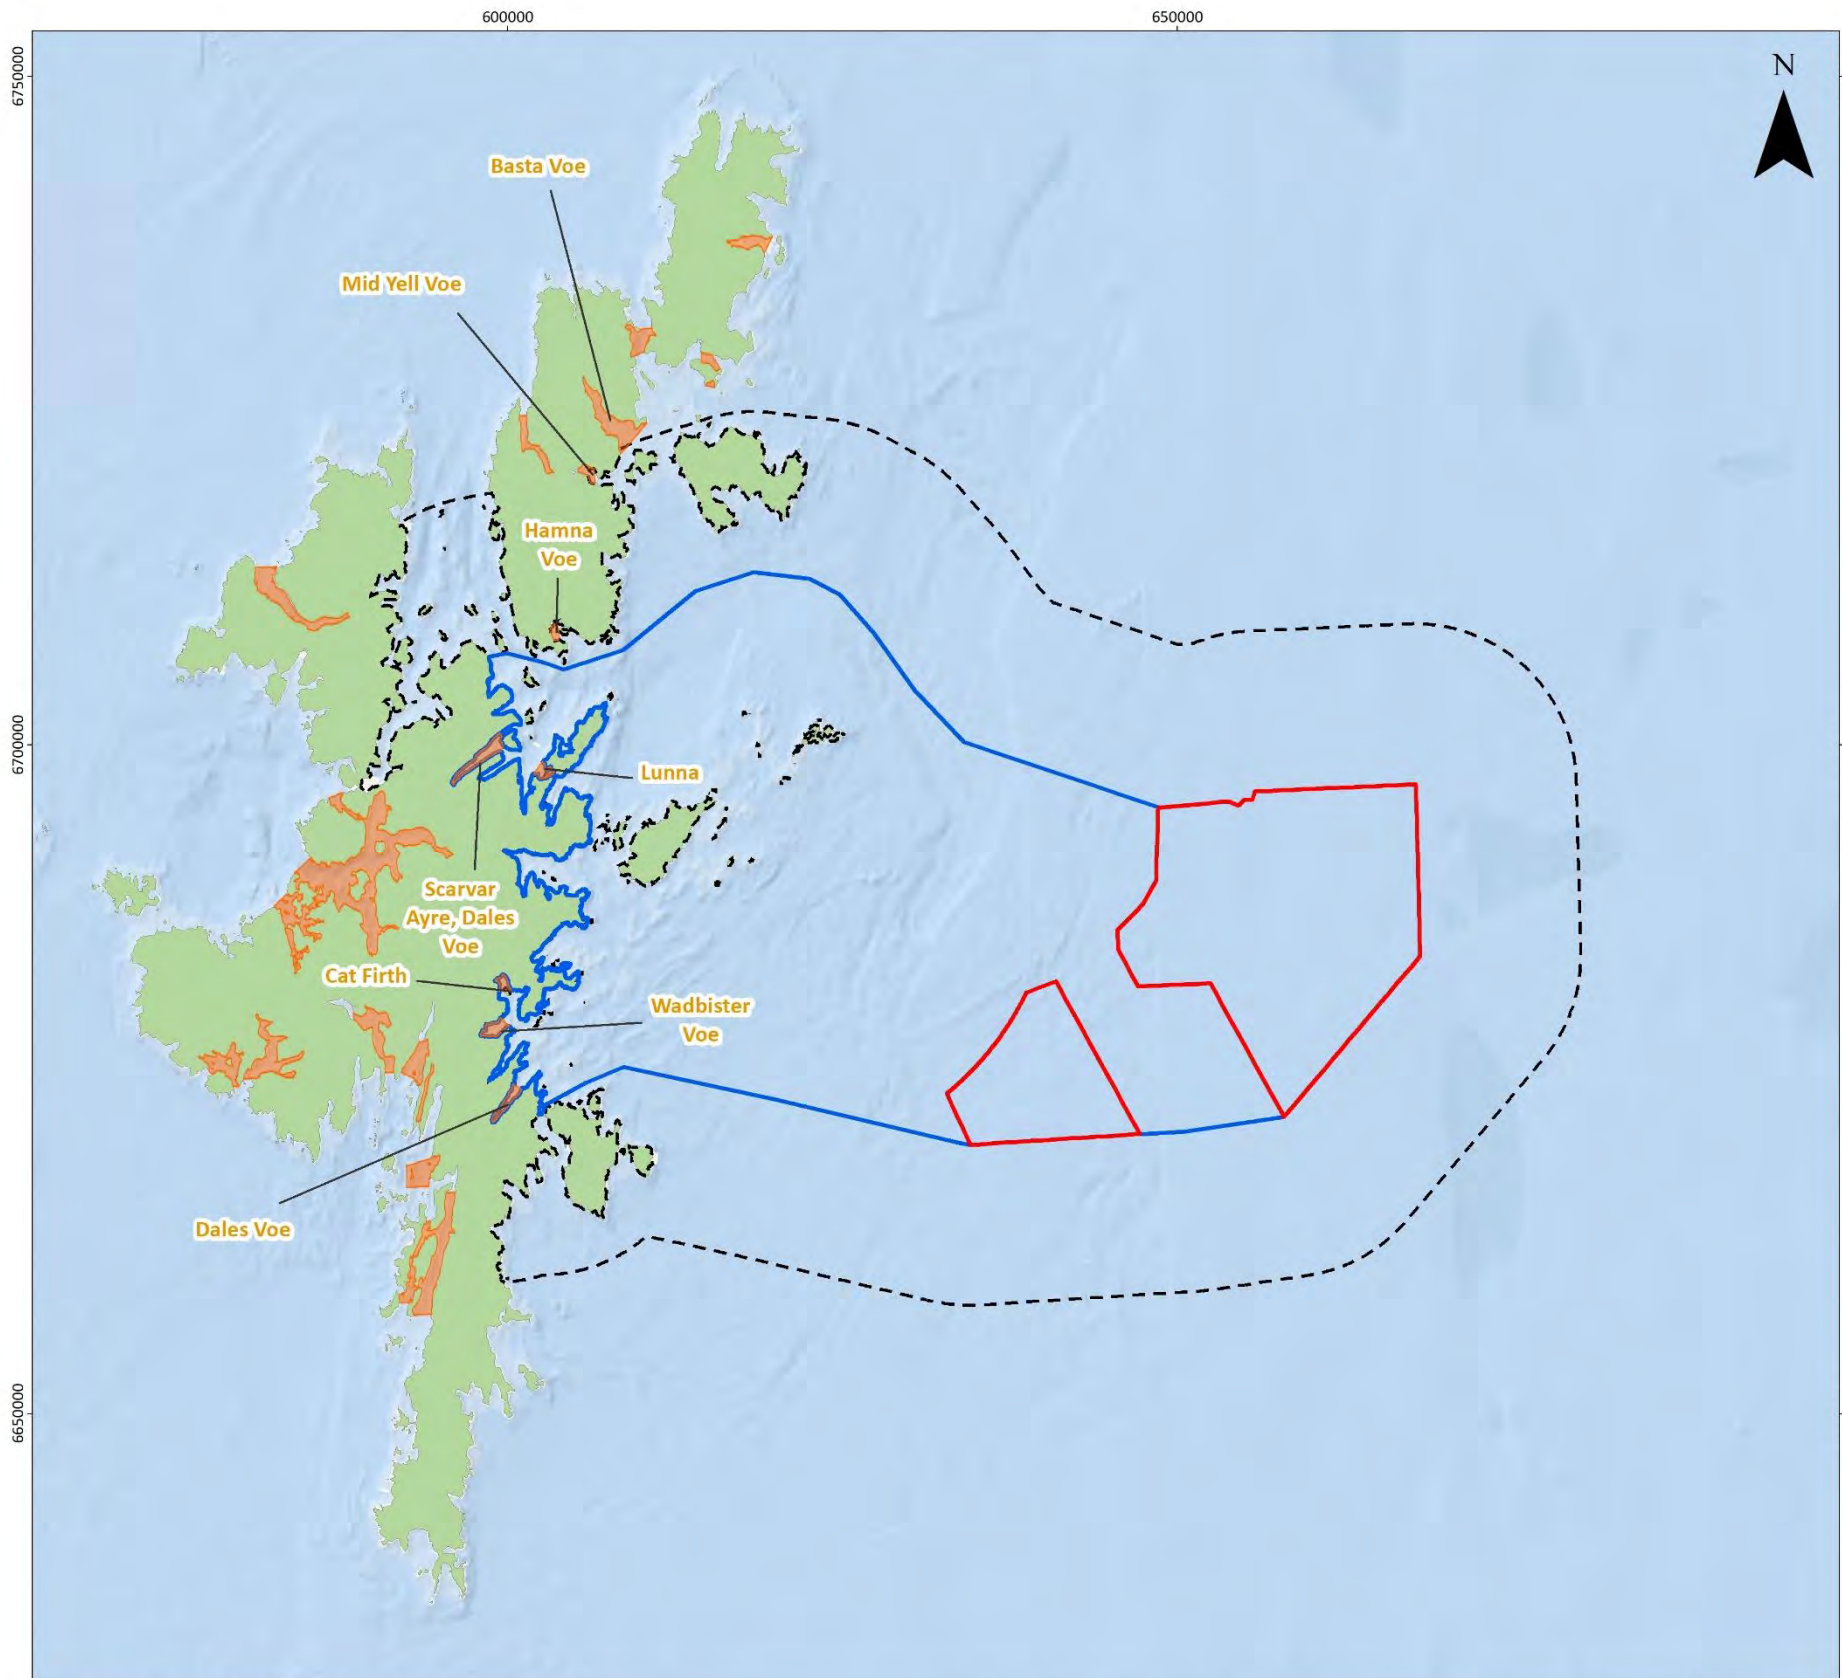 600000
650000
6750000
N
Basta Voe
Mid Yell Voe
Hamna
Voe
6700000
Lunna
Scarvar
Ayre, Dales
Voe
Cat Firth
Wadbister
Voe
Dales Voe
6650000